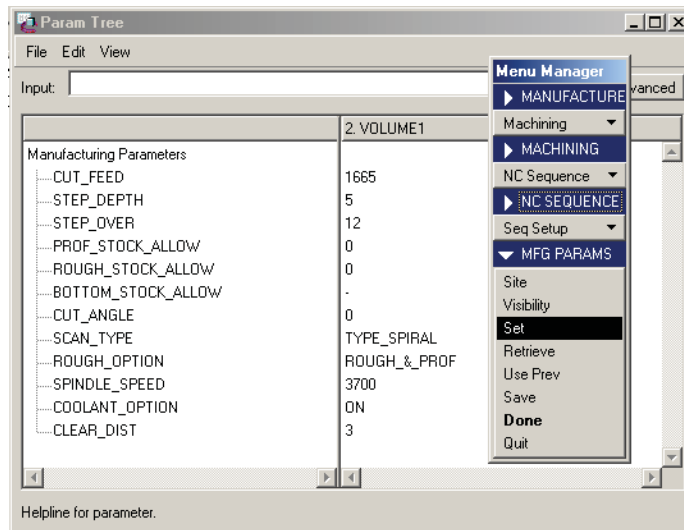 Param Tree
File Edit View
Input:
vanced
2. VOLUME1
Manufacturing Parameters
CUT_FEED 1665
STEP_DEPTH 5
STEP_OVER 12
PROF_STOCK_ALLOW 0
ROUGH_STOCK_ALLOW 0
BOTTOM_STOCK_ALLOW -
CUT_ANGLE 0
SCAN_TYPE TYPE_SPIRAL
ROUGH_OPTION ROUGH_&_PROF
SPINDLE_SPEED 3700
COOLANT_OPTION ON
CLEAR_DIST 3
Helpline for parameter.
Menu Manager
MANUFACTURE
Machining
MACHINING
NC Sequence
NC SEQUENCE
Seq Setup
MFG PARAMS
Site
Visibility
Set
Retrieve
Use Prev
Save
Done
Quit